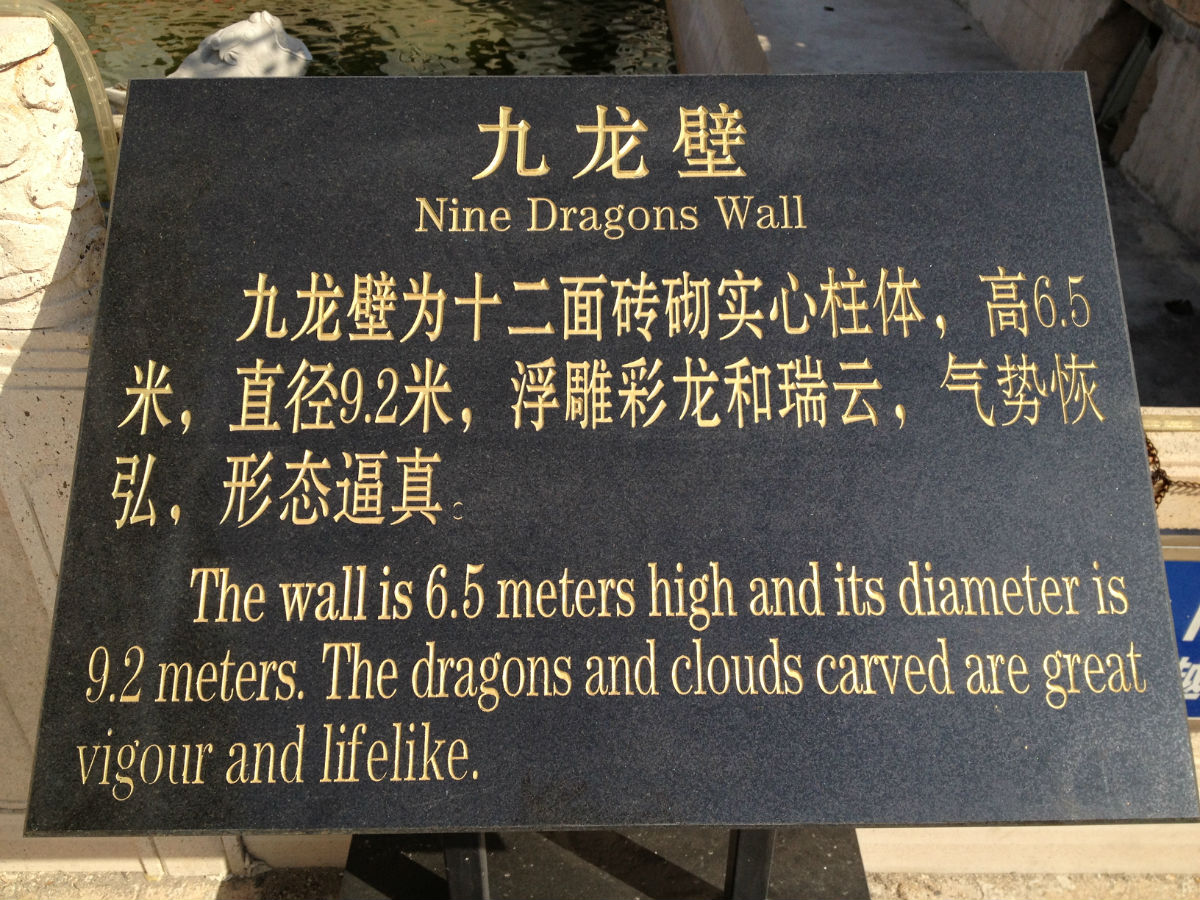 九龙壁
Nine Dragons Wall
九龙壁为十二面砖砌实心柱体，高6.5
米，直径9.2米，浮雕彩龙和瑞云，气势恢
弘，形态逼真。
The wall is 6.5 meters high and its diameter is
9.2 meters. The dragons and clouds carved are great
vigour and lifelike.